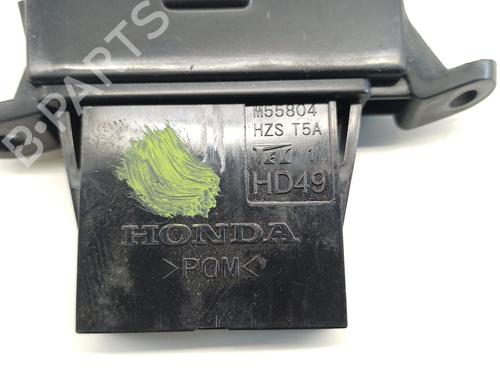 B-PARTS
M55804
HZS T5A
HD49
HONDA
>POM<